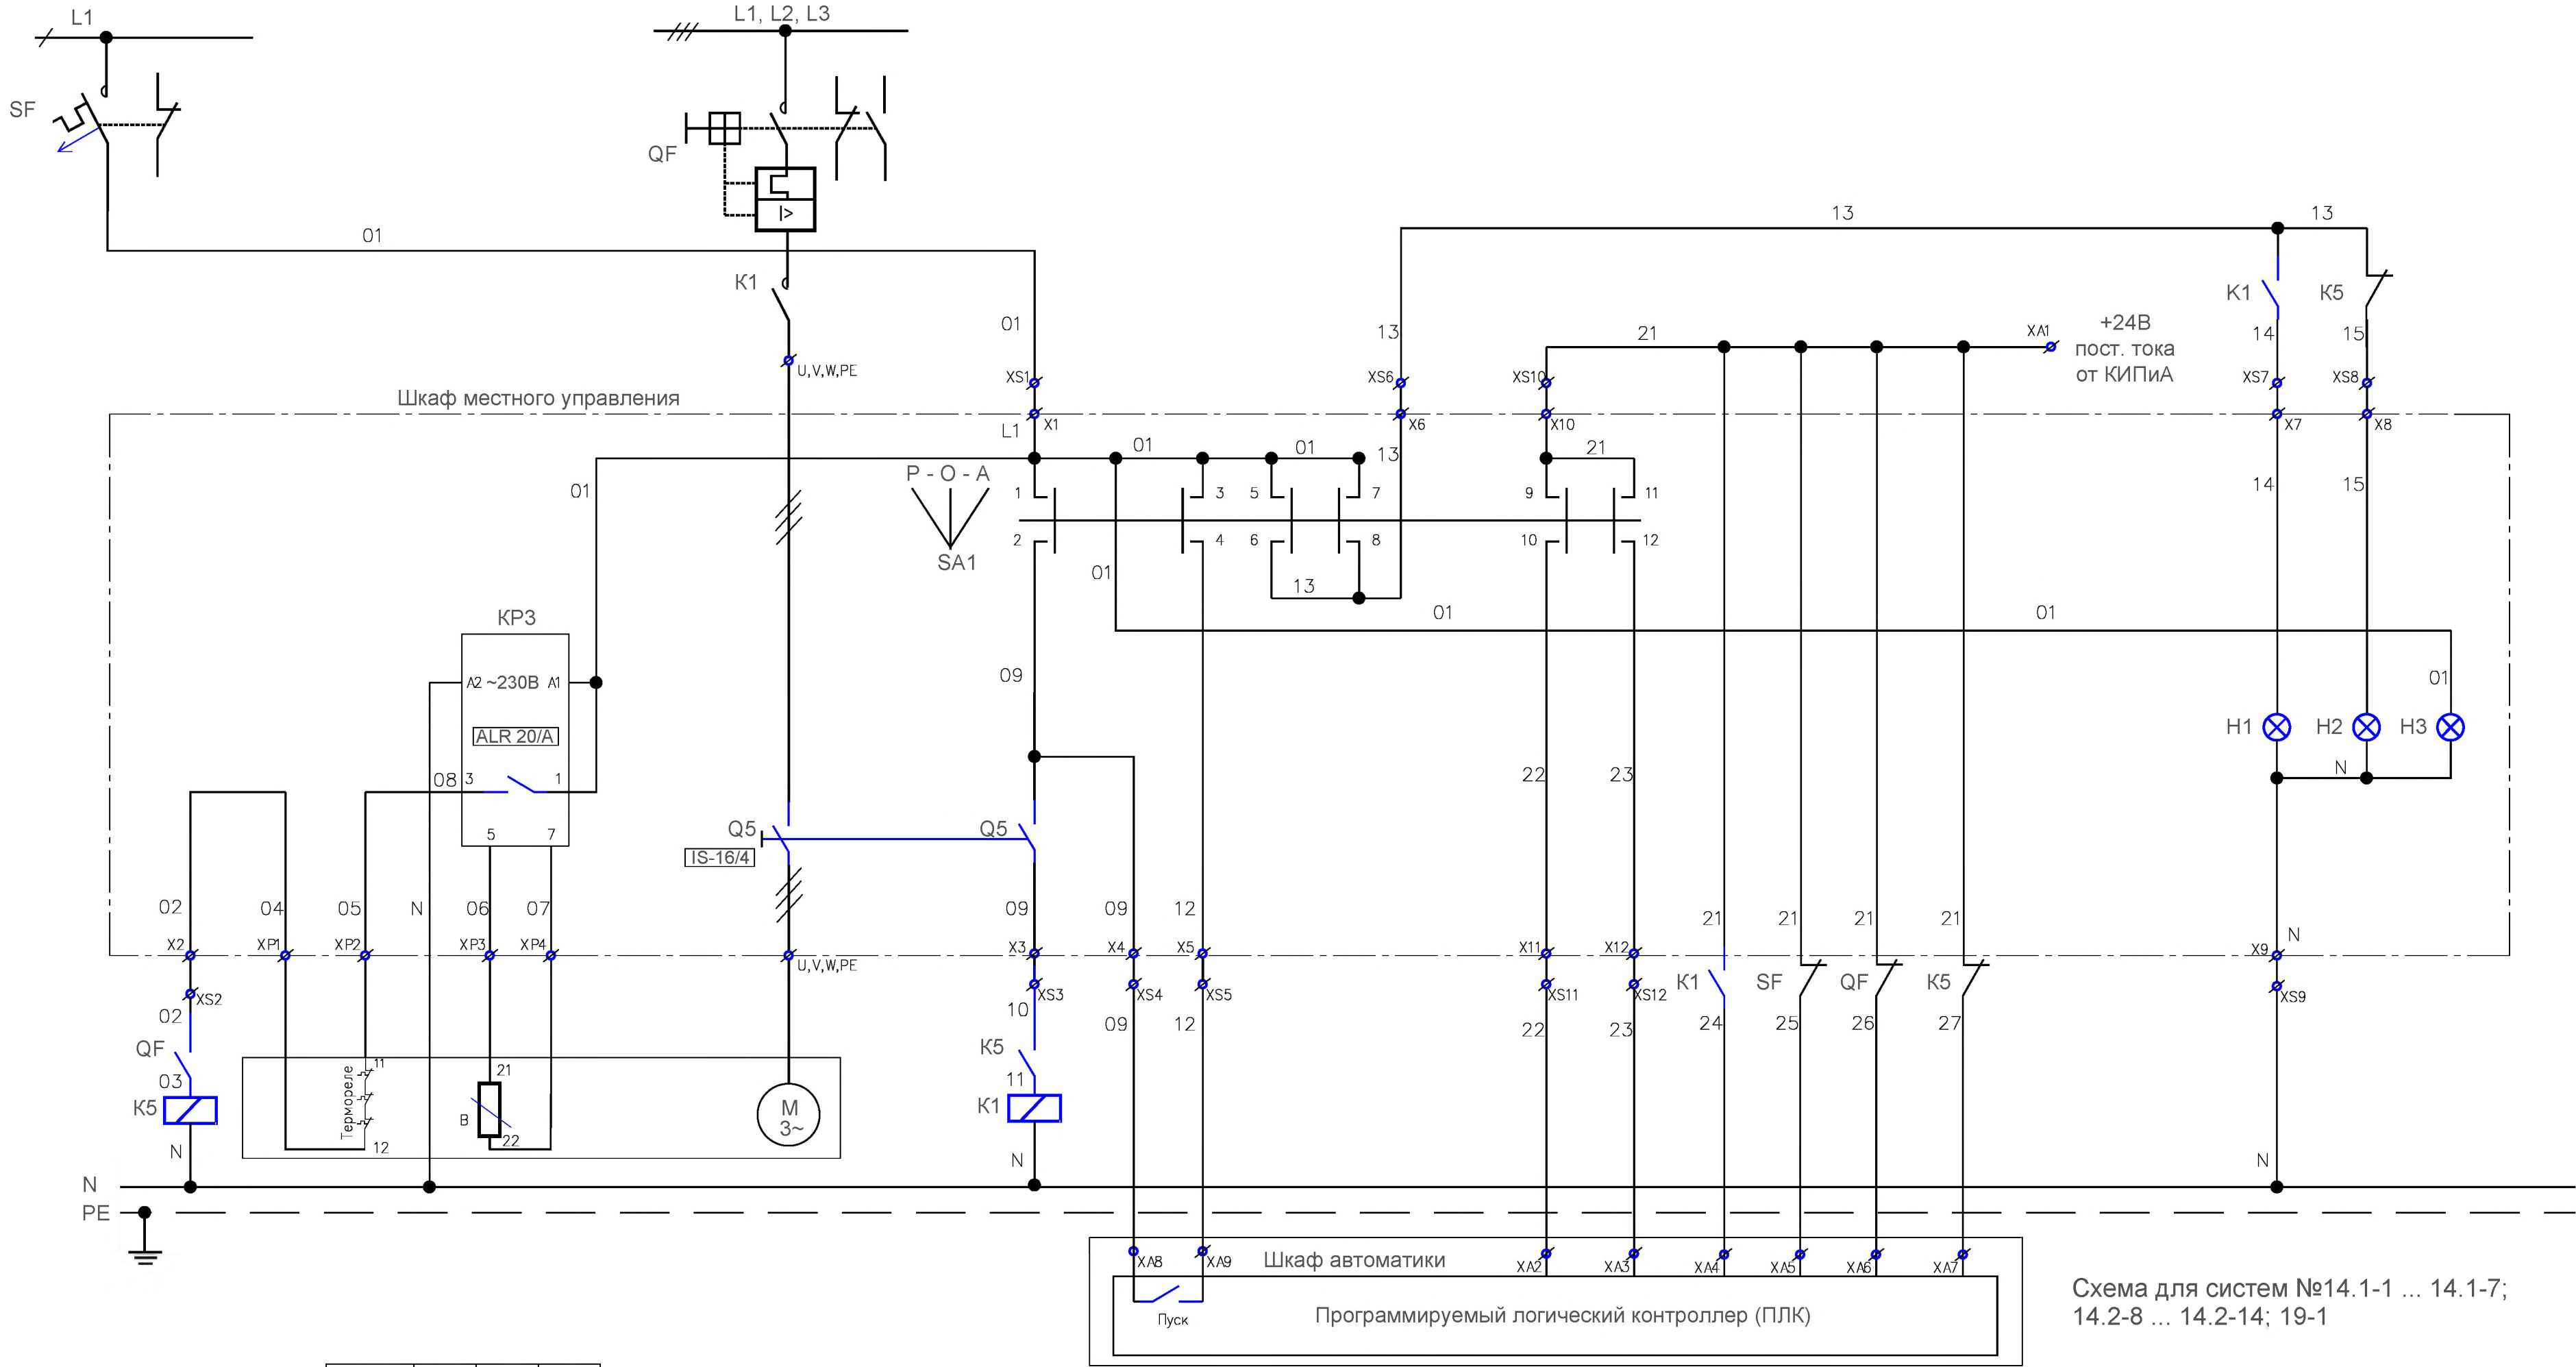 L1
L1, L2, L3
SF
QF
I>
13
13
01
K1
K1
K5
01
13
21
XA1
+24В
пост. тока
от КИПиА
14
15
U,V,W,PE
XS1
XS6
XS10
XS7
XS8
Шкаф местного управления
L1
X1
X6
X10
X7
X8
01
01
13
21
P - O - A
01
1
3
5
7
9
11
14
15
2
4
6
8
10
12
SA1
01
13
01
01
KP3
09
01
A2 ~230В A1
ALR 20/A
H1
H2
H3
N
08
3
1
22
23
5
7
Q5
IS-16/4
Q5
02
04
05
N
06
07
09
09
12
21
21
21
21
N
X2
XP1
XP2
XP3
XP4
U,V,W,PE
X3
X4
X5
X11
X12
X9
XS2
K1
SF
QF
K5
XS3
XS4
XS5
XS11
XS12
XS9
02
10
09
12
22
23
24
25
26
27
QF
03
K5
N
Термореле
11
12
21
B
22
M
3~
K5
11
K1
N
N
N
PE
XA8
XA9
Шкаф автоматики
XA2
XA3
XA4
XA5
XA6
XA7
Пуск
Программируемый логический контроллер (ПЛК)
Схема для систем №14.1-1 ... 14.1-7;
14.2-8 ... 14.2-14; 19-1